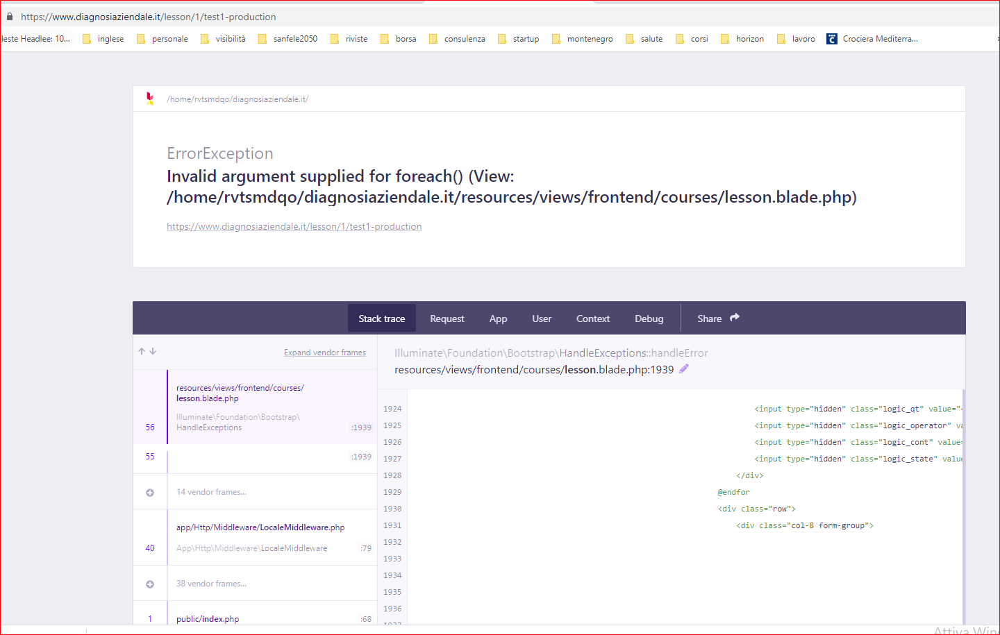 https://www.diagnosiaziendale.it/lesson/1/test1-production
leste Headlee: 10... inglese personale visibilità sanfele2050 riviste borsa consulenza startup montenegro salute corsi horizon lavoro Crociera Mediterra...
/home/rvtsmdqo/diagnosiaziendale.it/
ErrorException
Invalid argument supplied for foreach() (View:
/home/rvtsmdqo/diagnosiaziendale.it/resources/views/frontend/courses/lesson.blade.php)
https://www.diagnosiaziendale.it/lesson/1/test1-production
Stack trace Request App User Context Debug Share
Expand vendor frames
resources/views/frontend/courses/
lesson.blade.php
Illuminate\Foundation\Bootstrap\
56 HandleExceptions :1939
55 :1939
14 vendor frames...
app/Http/Middleware/LocaleMiddleware.php
40 App\Http\Middleware\LocaleMiddleware :79
38 vendor frames...
1 public/index.php :68
Illuminate\Foundation\Bootstrap\HandleExceptions::handleError
resources/views/frontend/courses/lesson.blade.php:1939
1924 <input type="hidden" class="logic_qt" value="
1925 <input type="hidden" class="logic_operator" va
1926 <input type="hidden" class="logic_cont" value=
1927 <input type="hidden" class="logic_state" value
1928 </div>
1929 @endfor
1930 <div class="row">
1931 <div class="col-8 form-group">
1932
1933
1934
1935
1936
1937
Attiva Win